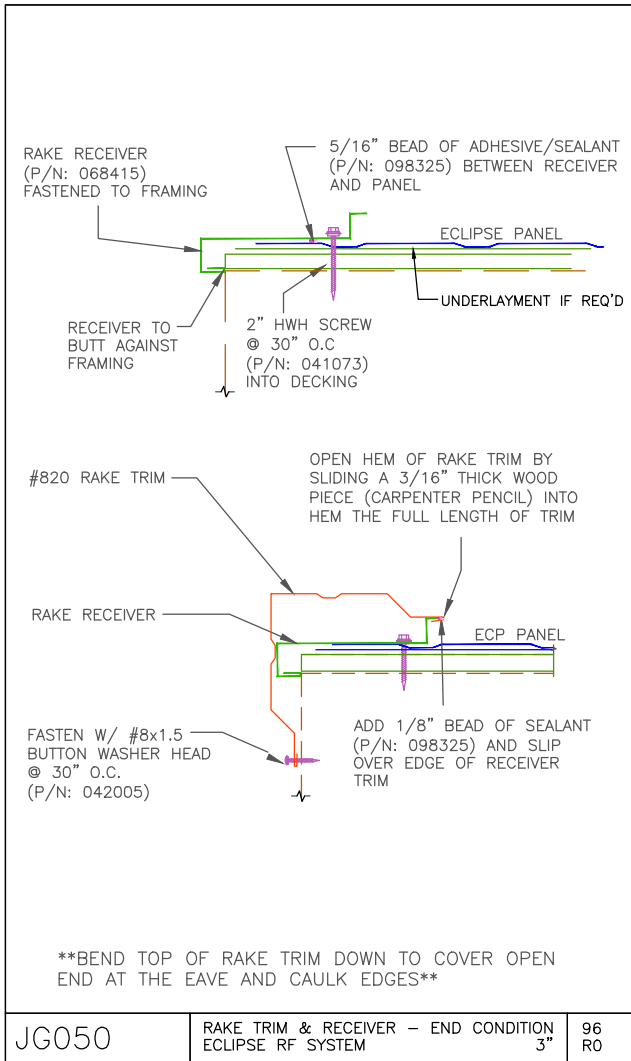 RAKE RECEIVER
(P/N: 068415)
FASTENED TO FRAMING
5/16" BEAD OF ADHESIVE/SEALANT
(P/N: 098325) BETWEEN RECEIVER
AND PANEL
ECLIPSE PANEL
UNDERLAYMENT IF REQ'D
RECEIVER TO
BUTT AGAINST
FRAMING
2" HWH SCREW
@ 30" O.C
(P/N: 041073)
INTO DECKING
OPEN HEM OF RAKE TRIM BY
SLIDING A 3/16" THICK WOOD
PIECE (CARPENTER PENCIL) INTO
HEM THE FULL LENGTH OF TRIM
#820 RAKE TRIM
RAKE RECEIVER
ECP PANEL
FASTEN W/ #8x1.5
BUTTON WASHER HEAD
@ 30" O.C.
(P/N: 042005)
ADD 1/8" BEAD OF SEALANT
(P/N: 098325) AND SLIP
OVER EDGE OF RECEIVER
TRIM
**BEND TOP OF RAKE TRIM DOWN TO COVER OPEN
END AT THE EAVE AND CAULK EDGES**
JG050
RAKE TRIM & RECEIVER – END CONDITION
ECLIPSE RF SYSTEM 3"
96
R0